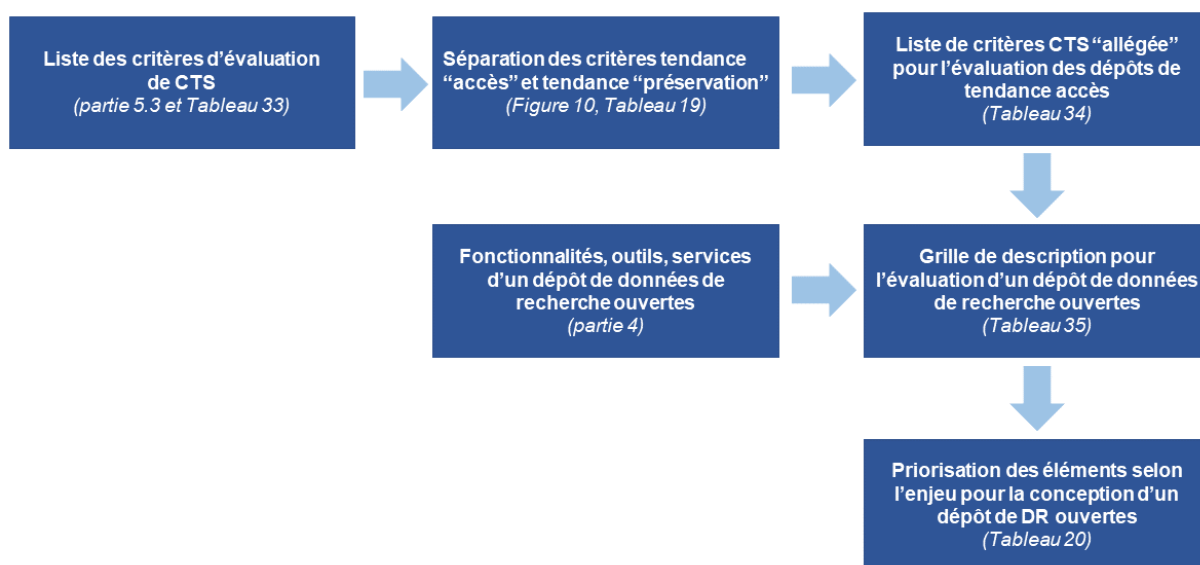 Liste des critères d’évaluation
de CTS
(partie 5.3 et Tableau 33)
Séparation des critères tendance
“accès” et tendance “préservation”
(Figure 10, Tableau 19)
Liste de critères CTS “allégée”
pour l’évaluation des dépôts de
tendance accès
(Tableau 34)
Fonctionnalités, outils, services
d’un dépôt de données de
recherche ouvertes
(partie 4)
Grille de description pour
l’évaluation d’un dépôt de données
de recherche ouvertes
(Tableau 35)
Priorisation des éléments selon
l’enjeu pour la conception d’un
dépôt de DR ouvertes
(Tableau 20)